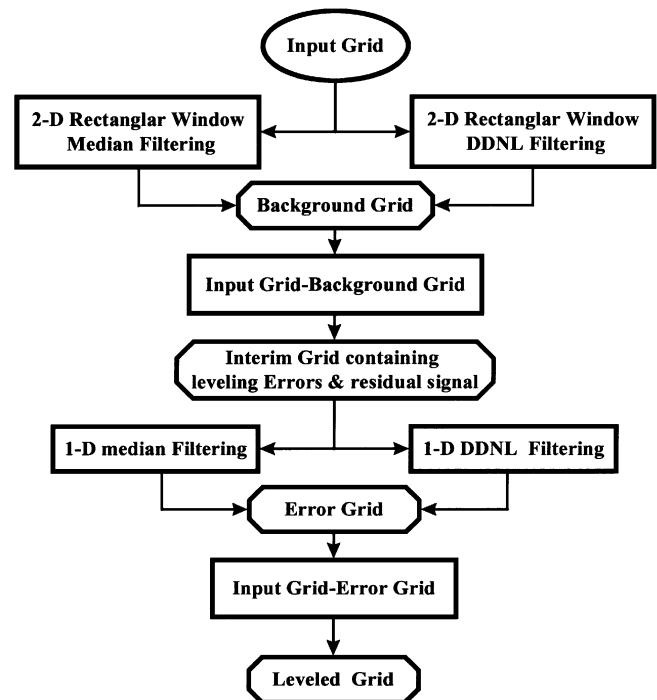 Input Grid
2-D Rectanglar Window
Median Filtering
2-D Rectanglar Window
DDNL Filtering
Background Grid
Input Grid-Background Grid
Interim Grid containing
leveling Errors & residual signal
1-D median Filtering
1-D DDNL Filtering
Error Grid
Input Grid-Error Grid
Leveled Grid